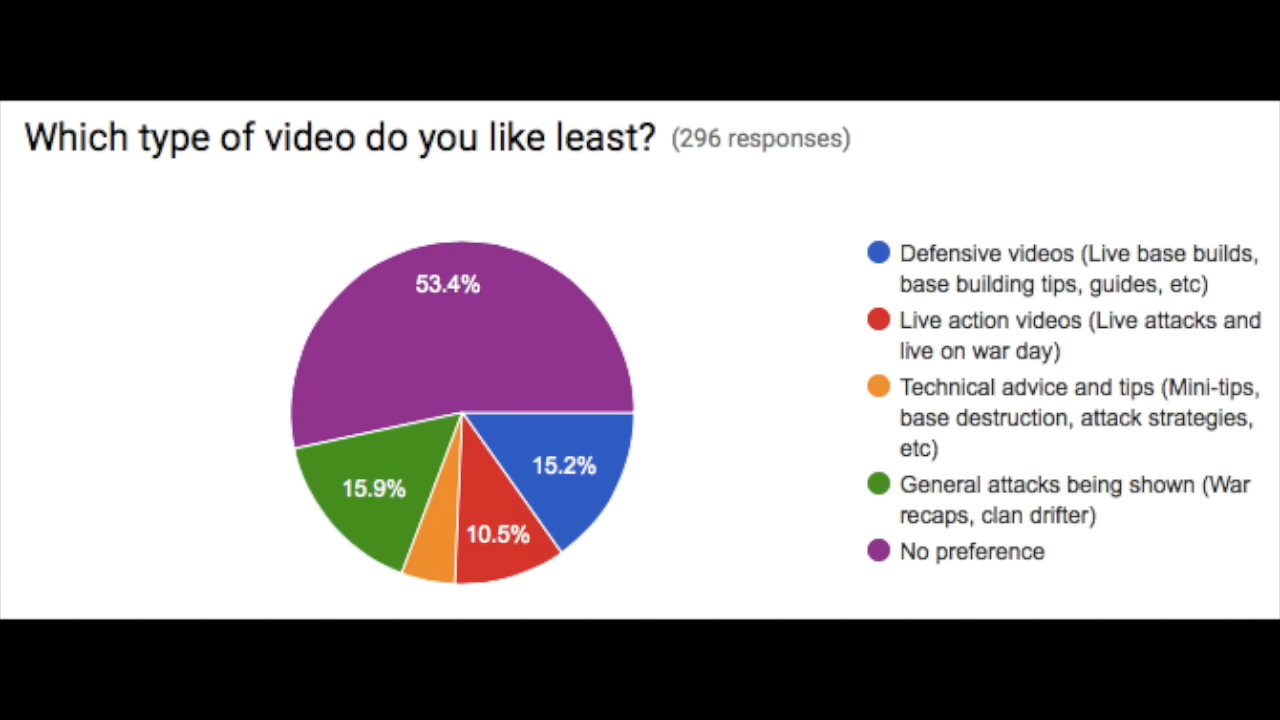 Which type of video do you like least? (296 responses)
53.4%
15.2%
10.5%
15.9%
Defensive videos (Live base builds,
base building tips, guides, etc)
Live action videos (Live attacks and
live on war day)
Technical advice and tips (Mini-tips,
base destruction, attack strategies,
etc)
General attacks being shown (War
recaps, clan drifter)
No preference